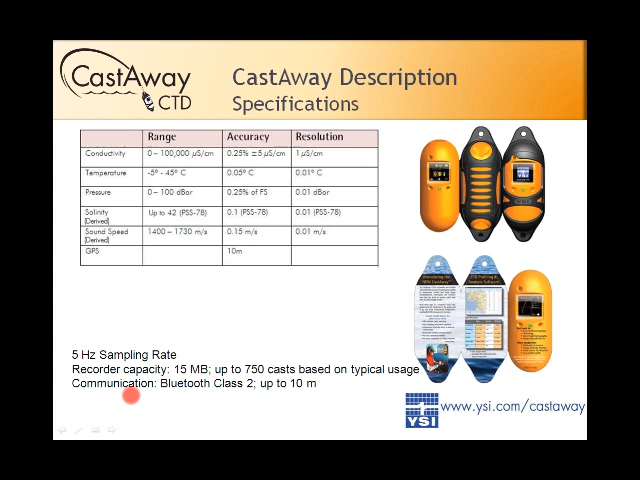 CastAway
CTD
CastAway Description
Specifications
Range Accuracy Resolution
Conductivity 0 – 100,000 µS/cm 0.25% ±5 µS/cm 1 µS/cm
Temperature -5° - 45° C 0.05° C 0.01° C
Pressure 0 – 100 dBar 0.25% of FS 0.01 dBar
Salinity (Derived) Up to 42 (PSS-78) 0.1 (PSS-78) 0.01 (PSS-78)
Sound Speed (Derived) 1400 – 1730 m/s 0.15 m/s 0.01 m/s
GPS 10m
5 Hz Sampling Rate
Recorder capacity: 15 MB; up to 750 casts based on typical usage
Communication: Bluetooth Class 2; up to 10 m
YSI
www.ysi.com/castaway